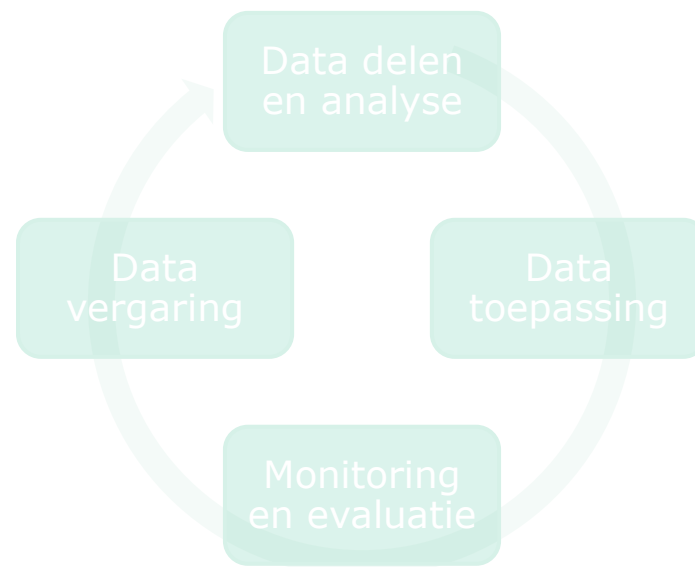 Data delen
en analyse
Data
vergaring
Data
toepassing
Monitoring
en evaluatie